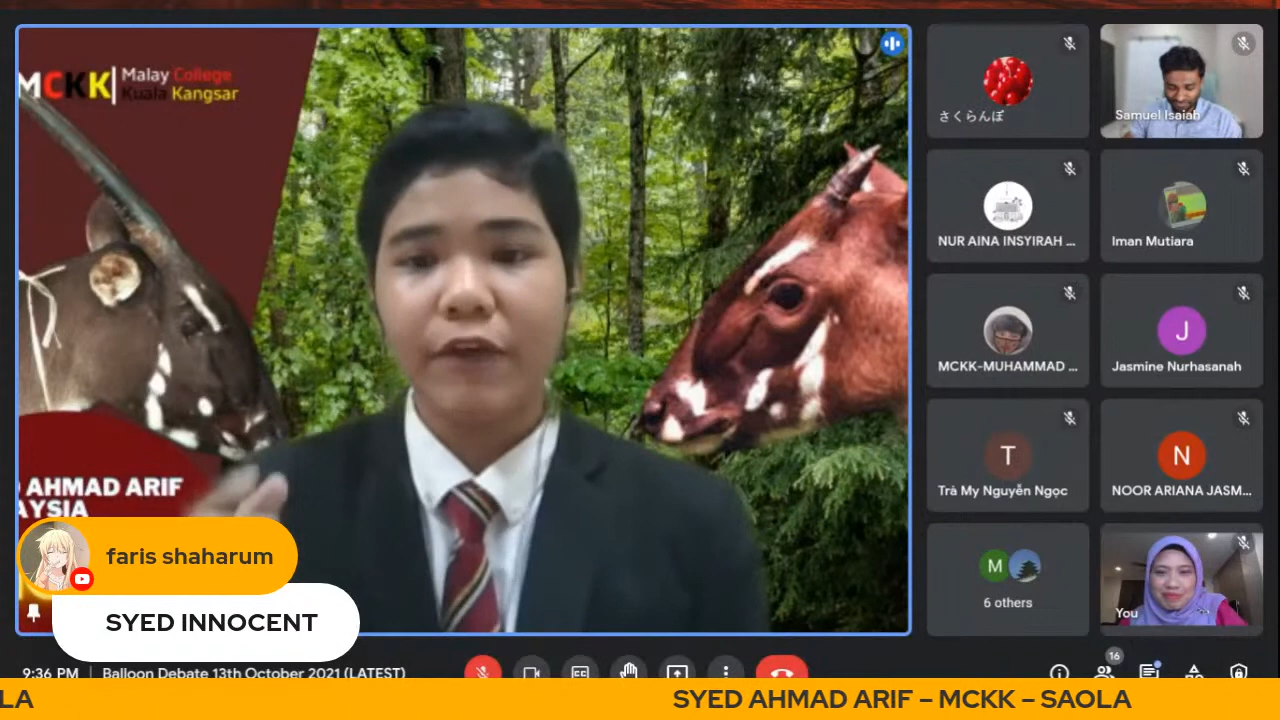 MCKK
Malay College
Kuala Kangsar
AHMAD ARIF
AYSIA
faris shaharum
SYED INNOCENT
9:36 PM | Balloon Debate 13th October 2021 (LATEST)
さくらんぼ
Samuel Isaiah
NUR AINA INSYIRAH ...
Iman Mutiara
MCKK-MUHAMMAD ...
J
Jasmine Nurhasanah
T
Trà My Nguyễn Ngọc
N
NOOR ARIANA JASM...
M
6 others
You
16
LA
SYED AHMAD ARIF – MCKK – SAOLA